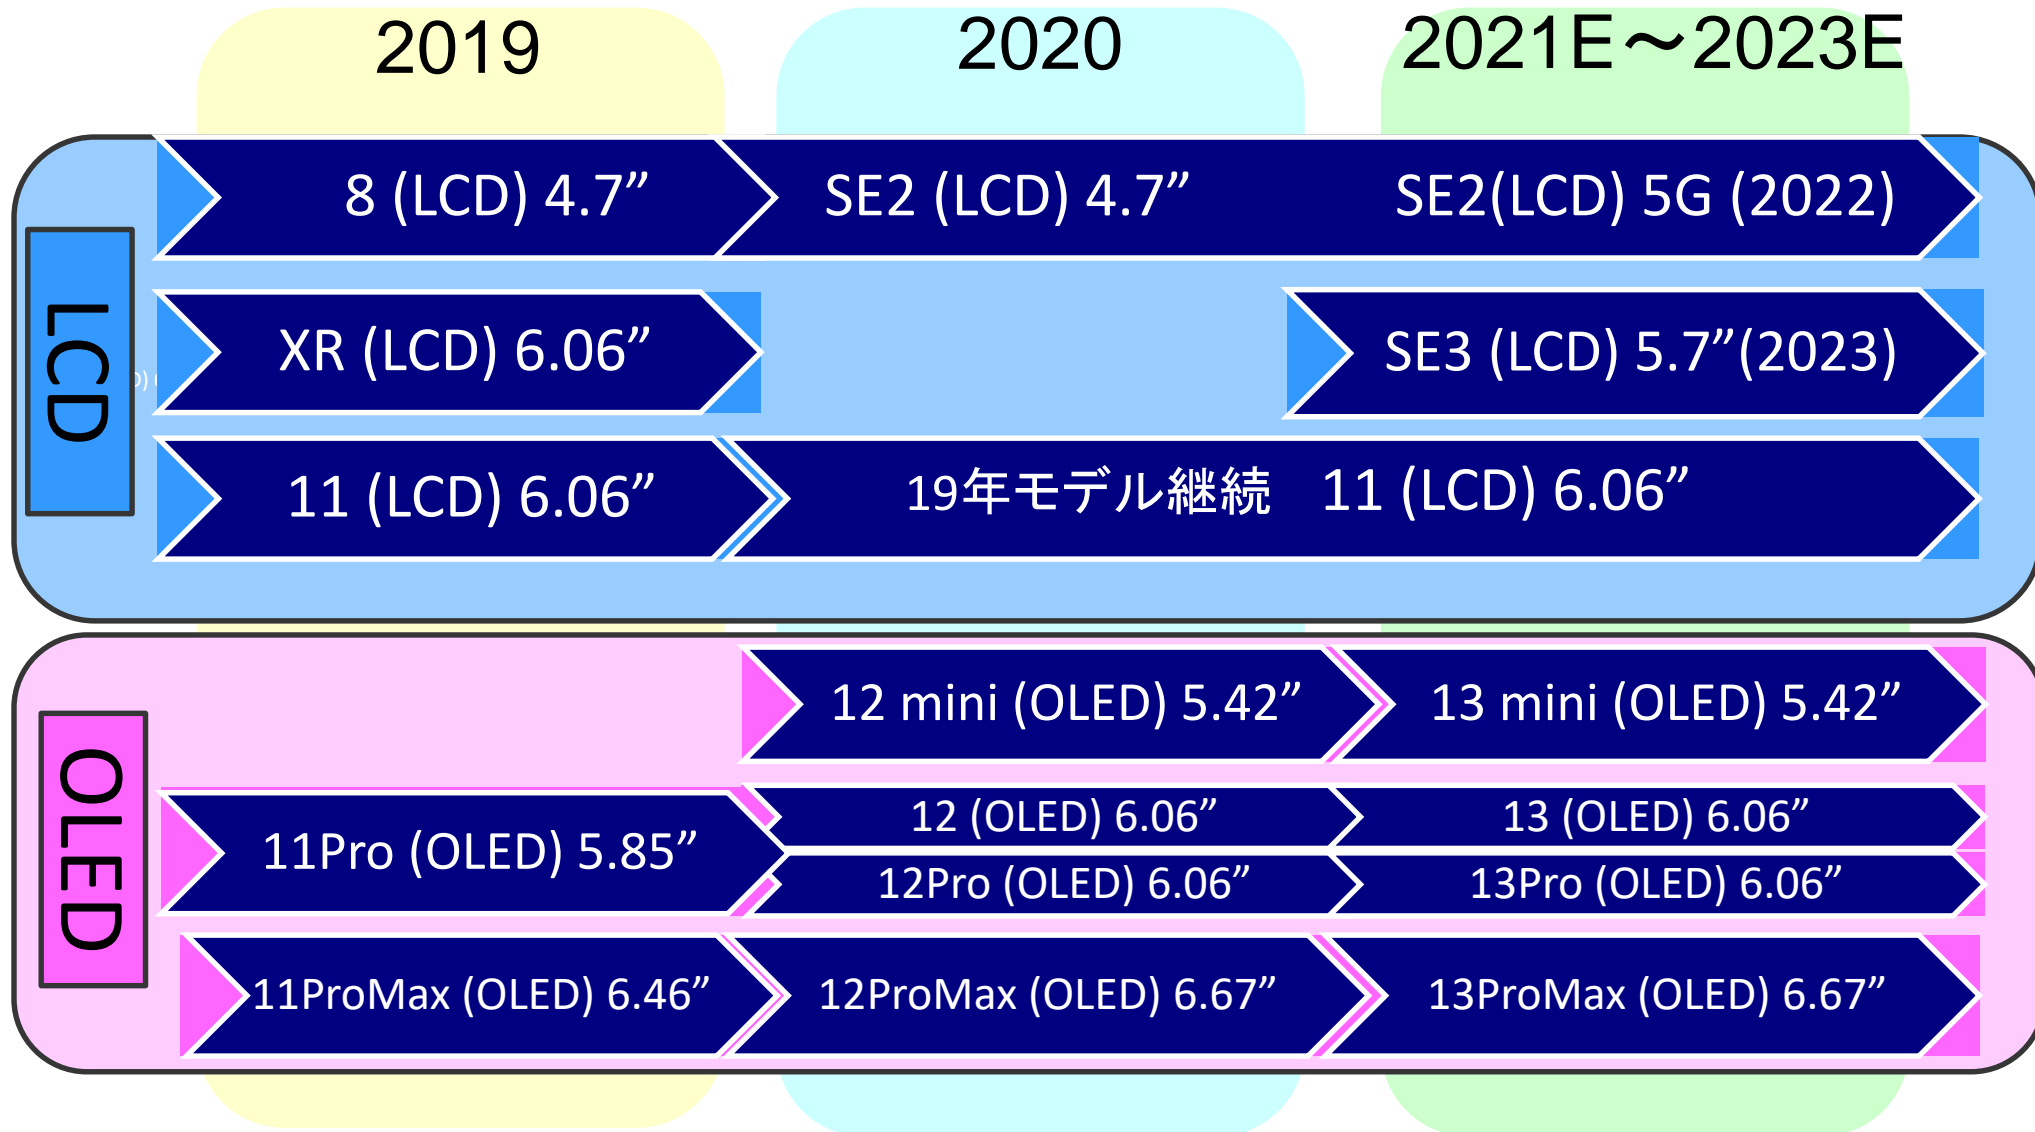 2019 2020 2021E～2023E
LCD
8 (LCD) 4.7” SE2 (LCD) 4.7” SE2(LCD) 5G (2022)
XR (LCD) 6.06” SE3 (LCD) 5.7”(2023)
11 (LCD) 6.06” 19年モデル継続　11 (LCD) 6.06”
OLED
12 mini (OLED) 5.42” 13 mini (OLED) 5.42”
11Pro (OLED) 5.85”
12 (OLED) 6.06” 13 (OLED) 6.06”
12Pro (OLED) 6.06” 13Pro (OLED) 6.06”
11ProMax (OLED) 6.46” 12ProMax (OLED) 6.67” 13ProMax (OLED) 6.67”